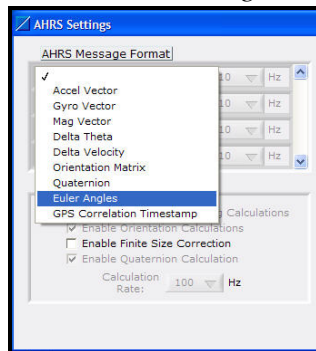 AHRS Settings
AHRS Message Format
10 Hz
Accel Vector
Gyro Vector
10 Hz
Mag Vector
Delta Theta
10 Hz
Delta Velocity
10 Hz
Orientation Matrix
Quaternion
Euler Angles
GPS Correlation Timestamp
Calculations
Enable Orientation Calculations
Enable Finite Size Correction
Enable Quaternion Calculation
Calculation
Rate: 100 Hz